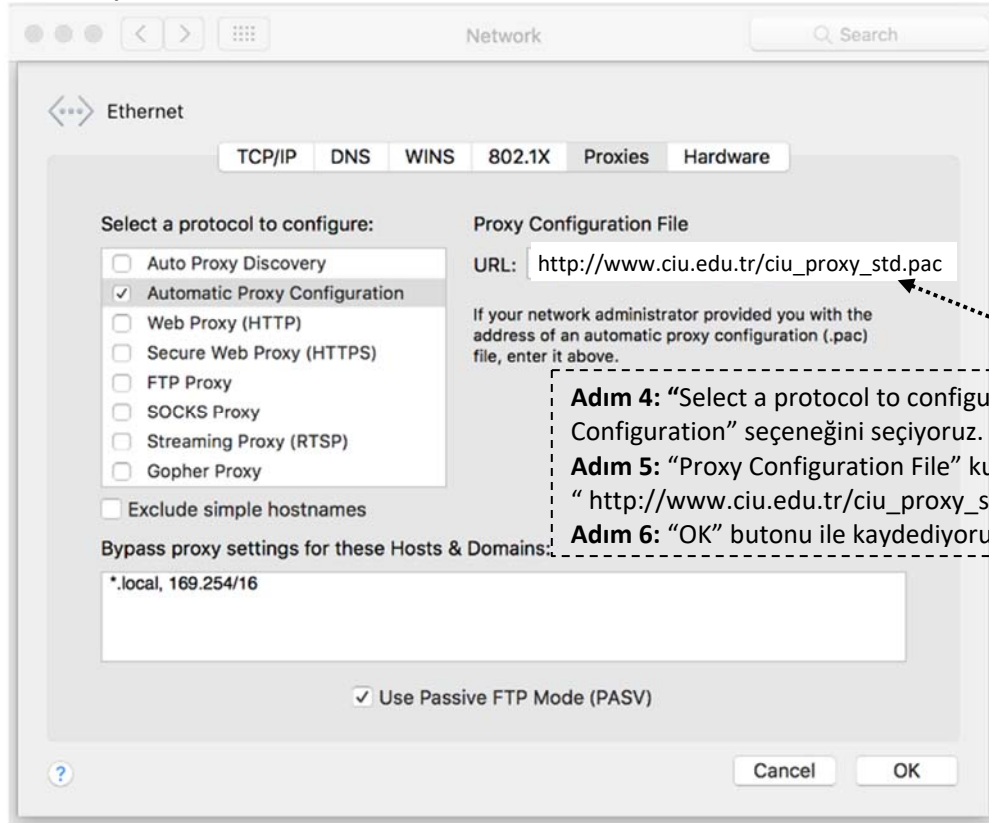 Network
Search
Ethernet
TCP/IP DNS WINS 802.1X Proxies Hardware
Select a protocol to configure:
Auto Proxy Discovery
Automatic Proxy Configuration
Web Proxy (HTTP)
Secure Web Proxy (HTTPS)
FTP Proxy
SOCKS Proxy
Streaming Proxy (RTSP)
Gopher Proxy
Exclude simple hostnames
Proxy Configuration File
URL: http://www.ciu.edu.tr/ciu_proxy_std.pac
If your network administrator provided you with the
address of an automatic proxy configuration (.pac)
file, enter it above.
Adım 4: “Select a protocol to configu
Configuration” seçeneğini seçiyoruz.
Adım 5: “Proxy Configuration File” ku
“ http://www.ciu.edu.tr/ciu_proxy_s
Adım 6: “OK” butonu ile kaydediyoru
Bypass proxy settings for these Hosts & Domains:
*.local, 169.254/16
Use Passive FTP Mode (PASV)
?
Cancel OK